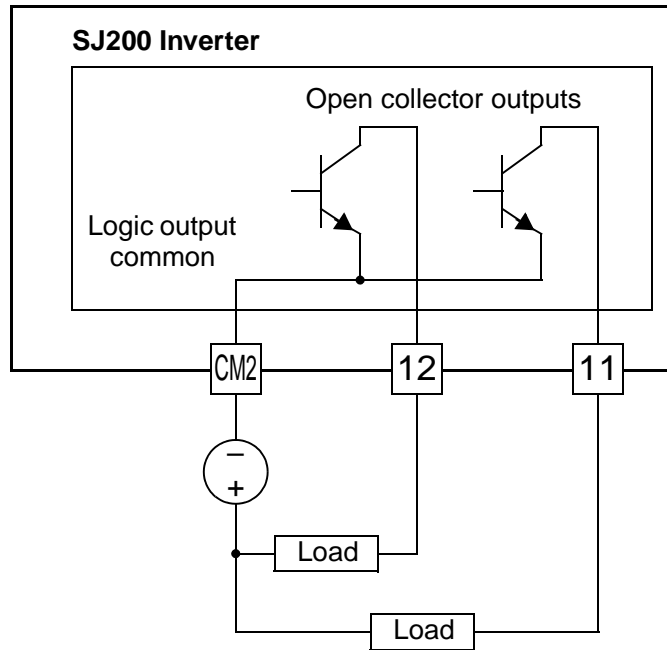 SJ200 Inverter
Open collector outputs
Logic output
common
CM2
12
11
–
+
Load
Load